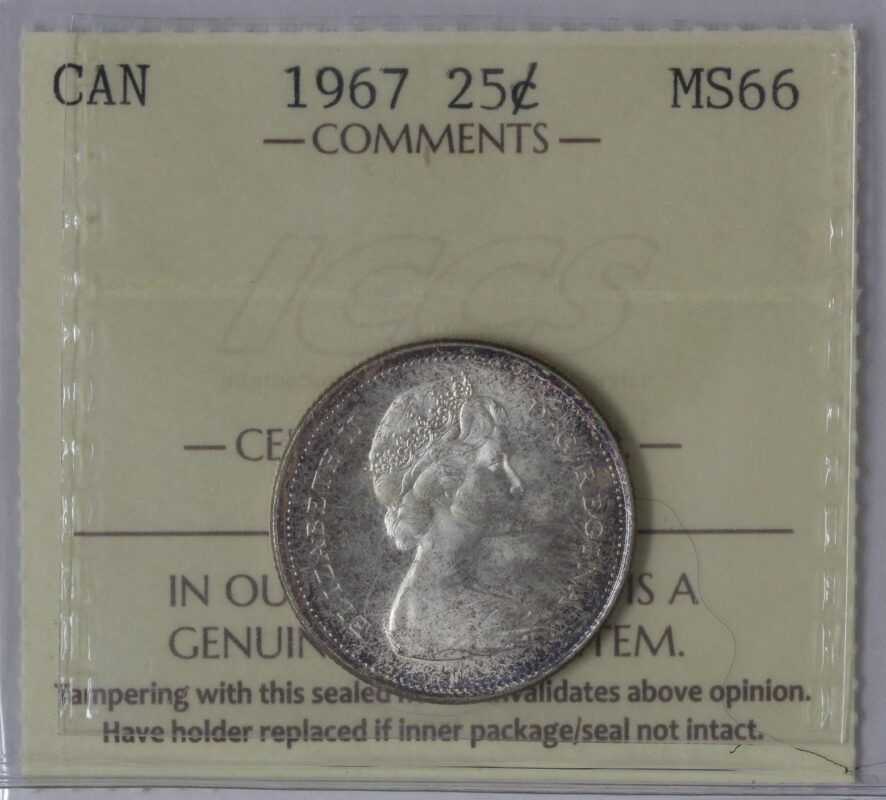 CAN 1967 25¢ MS66
— COMMENTS —
ICCS
— CE —
IN OU IS A
GENUIN TEM.
Tampering with this sealed validates above opinion.
Have holder replaced if inner package/seal not intact.
ELIZABETH II D·G·REGINA